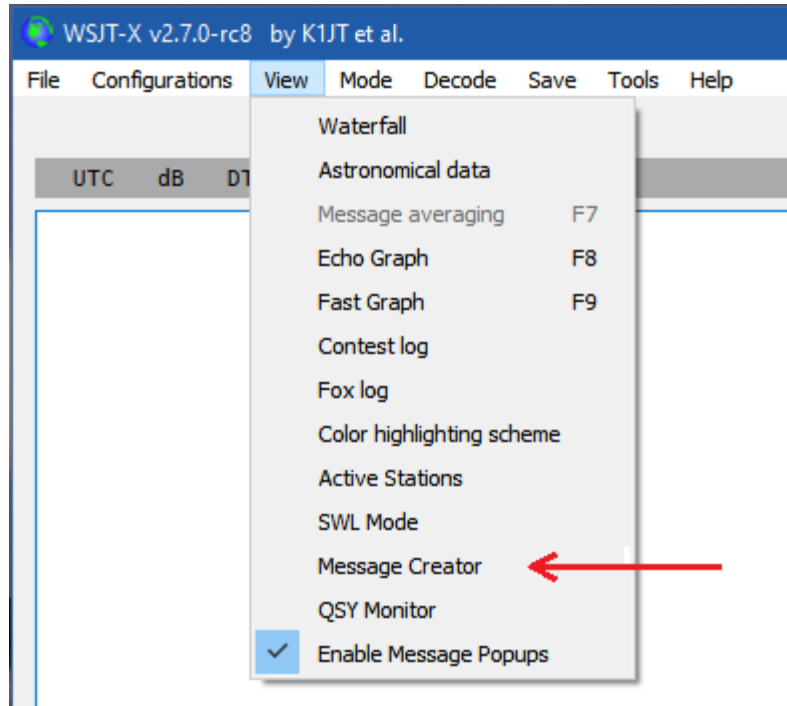 WSJT-X v2.7.0-rc8 by K1JT et al.
File Configurations View Mode Decode Save Tools Help
UTC dB
Waterfall
Astronomical data
Message averaging F7
Echo Graph F8
Fast Graph F9
Contest log
Fox log
Color highlighting scheme
Active Stations
SWL Mode
Message Creator
QSY Monitor
Enable Message Popups